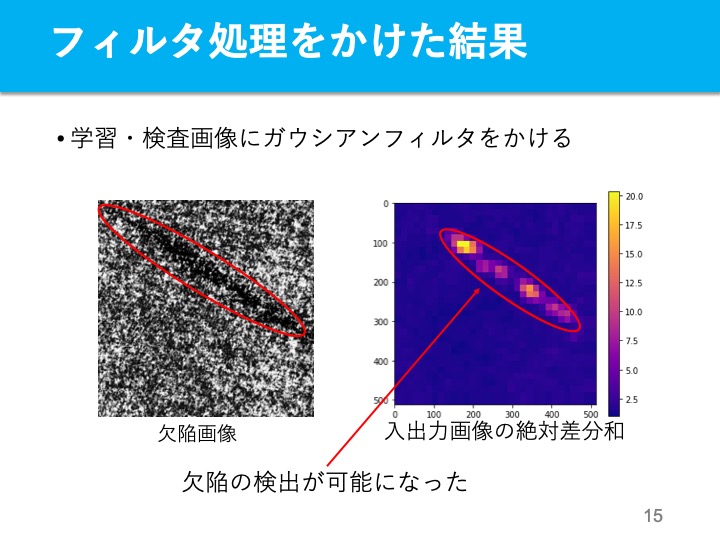 フィルタ処理をかけた結果
• 学習・検査画像にガウシアンフィルタをかける
0
100
200
300
400
500
0 100 200 300 400 500
20.0
17.5
15.0
12.5
10.0
7.5
5.0
2.5
欠陥画像
入出力画像の絶対差分和
欠陥の検出が可能になった
15